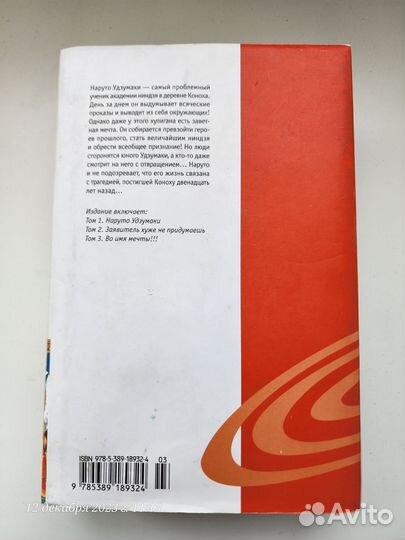 Наруто Удзумаки — самый проблемный
ученик академии ниндзя в деревне Коноха.
День за днем он выдумывает всяческие
проказы и выводит из себя окружающих!
Однако даже у этого хулигана есть завет-
ная мечта. Он собирается превзойти геро-
ев прошлого, стать величайшим ниндзя
и обрести всеобщее признание! Но люди
сторонятся юного Удзумаки, а кто-то даже
смотрит на него с отвращением... Наруто
и не подозревает, что его жизнь связана
с трагедией, постигшей Коноху двенадцать
лет назад...
Издание включает:
Том 1. Наруто Удзумаки
Том 2. Заявитель хуже не придумаешь
Том 3. Во имя мечты!!!
ISBN 978-5-389-18932-4
03
9 785389 189324
12 декабря 2023 г.
Avito